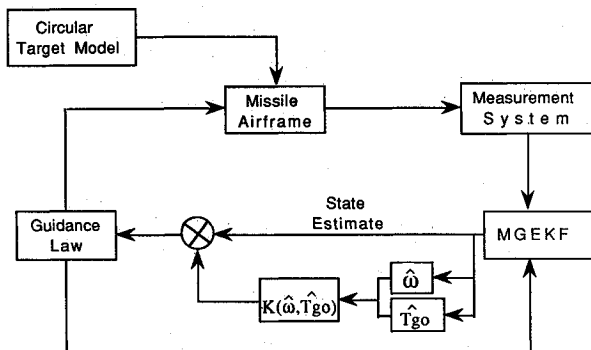 Circular
Target Model
Missile
Airframe
Measurement
System
State
Estimate
Guidance
Law
MGEKF
ω̂
K(ω̂,T̂go)
T̂go